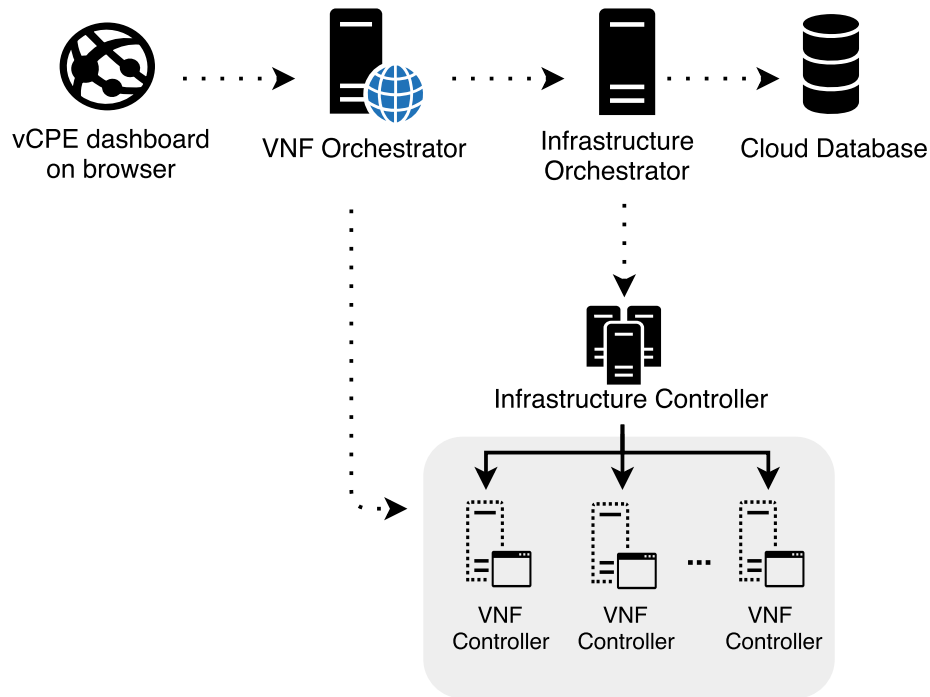 vCPE dashboard
on browser
VNF Orchestrator
Infrastructure
Orchestrator
Cloud Database
Infrastructure Controller
VNF
Controller
VNF
Controller
...
VNF
Controller